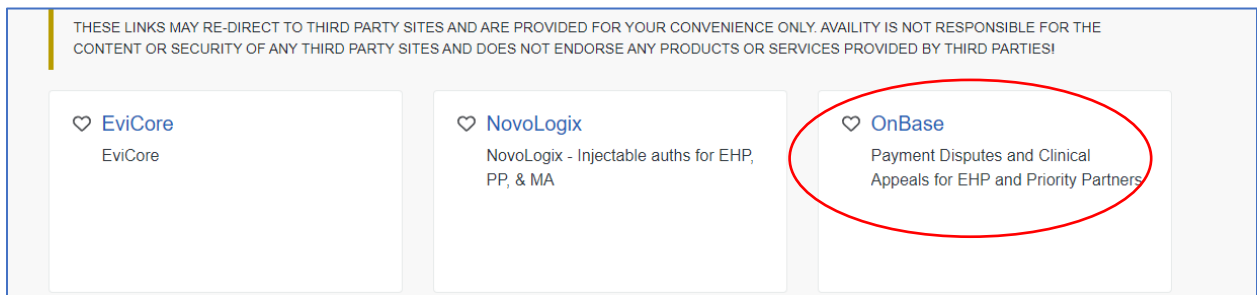 THESE LINKS MAY RE-DIRECT TO THIRD PARTY SITES AND ARE PROVIDED FOR YOUR CONVENIENCE ONLY. AVAILITY IS NOT RESPONSIBLE FOR THE
CONTENT OR SECURITY OF ANY THIRD PARTY SITES AND DOES NOT ENDORSE ANY PRODUCTS OR SERVICES PROVIDED BY THIRD PARTIES!
EviCore
EviCore
NovoLogix
NovoLogix - Injectable auths for EHP,
PP, & MA
OnBase
Payment Disputes and Clinical
Appeals for EHP and Priority Partners